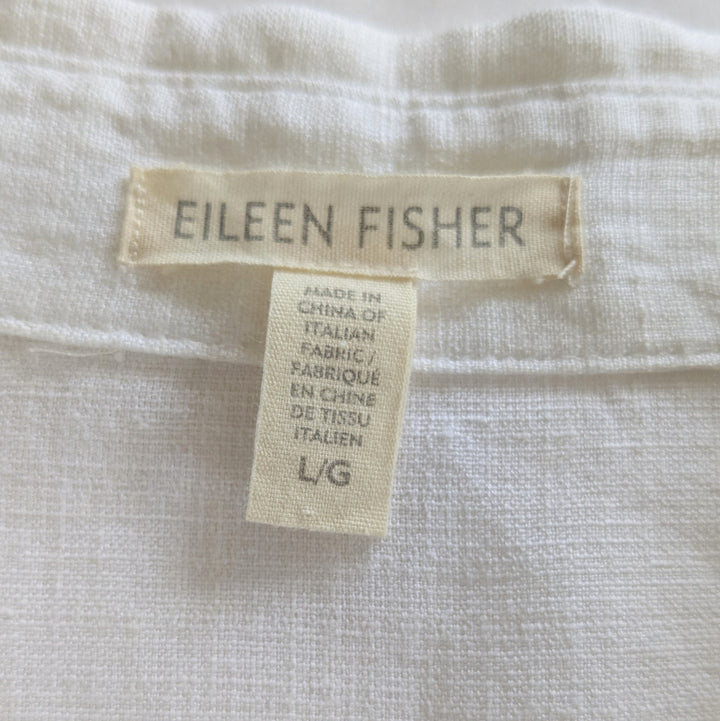 EILEEN FISHER
MADE IN
CHINA OF
ITALIAN
FABRIC/
FABRIQUÉ
EN CHINE
DE TISSU
ITALIEN
L/G